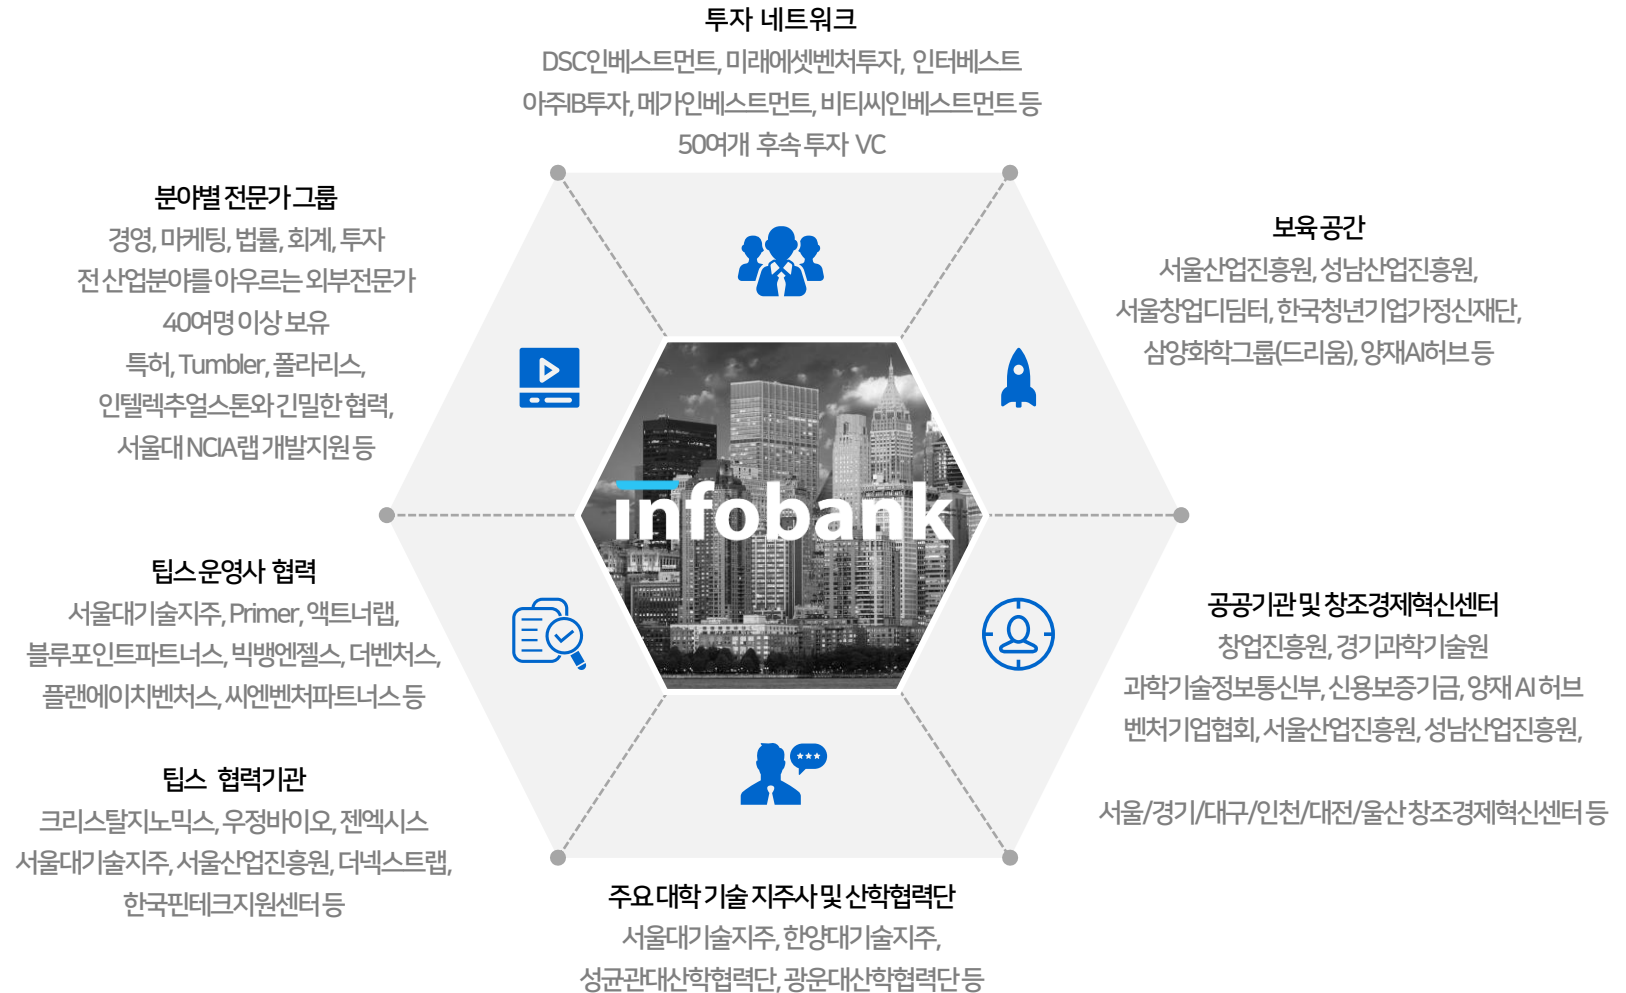 투자 네트워크
DSC인베스트먼트, 미래에셋벤처투자, 인터베스트
아주IB투자, 메가인베스트먼트, 비티씨인베스트먼트 등
50여개 후속 투자 VC
분야별 전문가 그룹
경영, 마케팅, 법률, 회계, 투자
전 산업분야를 아우르는 외부전문가
40여명 이상 보유
특허, Tumbler, 폴라리스,
인텔렉추얼스톤와 긴밀한 협력,
서울대 NCIA랩 개발지원 등
보육 공간
서울산업진흥원, 성남산업진흥원,
서울창업디딤터, 한국청년기업가정신재단,
삼양화학그룹(드리움), 양재AI허브 등
infobank
팁스 운영사 협력
서울대기술지주, Primer, 액트너랩,
블루포인트파트너스, 빅뱅엔젤스, 더벤처스,
플랜에이치벤처스, 씨엔벤처파트너스 등
공공기관 및 창조경제혁신센터
창업진흥원, 경기과학기술원
과학기술정보통신부, 신용보증기금, 양재 AI 허브
벤처기업협회, 서울산업진흥원, 성남산업진흥원,
서울/경기/대구/인천/대전/울산 창조경제혁신센터 등
팁스 협력기관
크리스탈지노믹스, 우정바이오, 젠엑시스
서울대기술지주, 서울산업진흥원, 더넥스트랩,
한국핀테크지원센터 등
주요 대학 기술 지주사 및 산학협력단
서울대기술지주, 한양대기술지주,
성균관대산학협력단, 광운대산학협력단 등